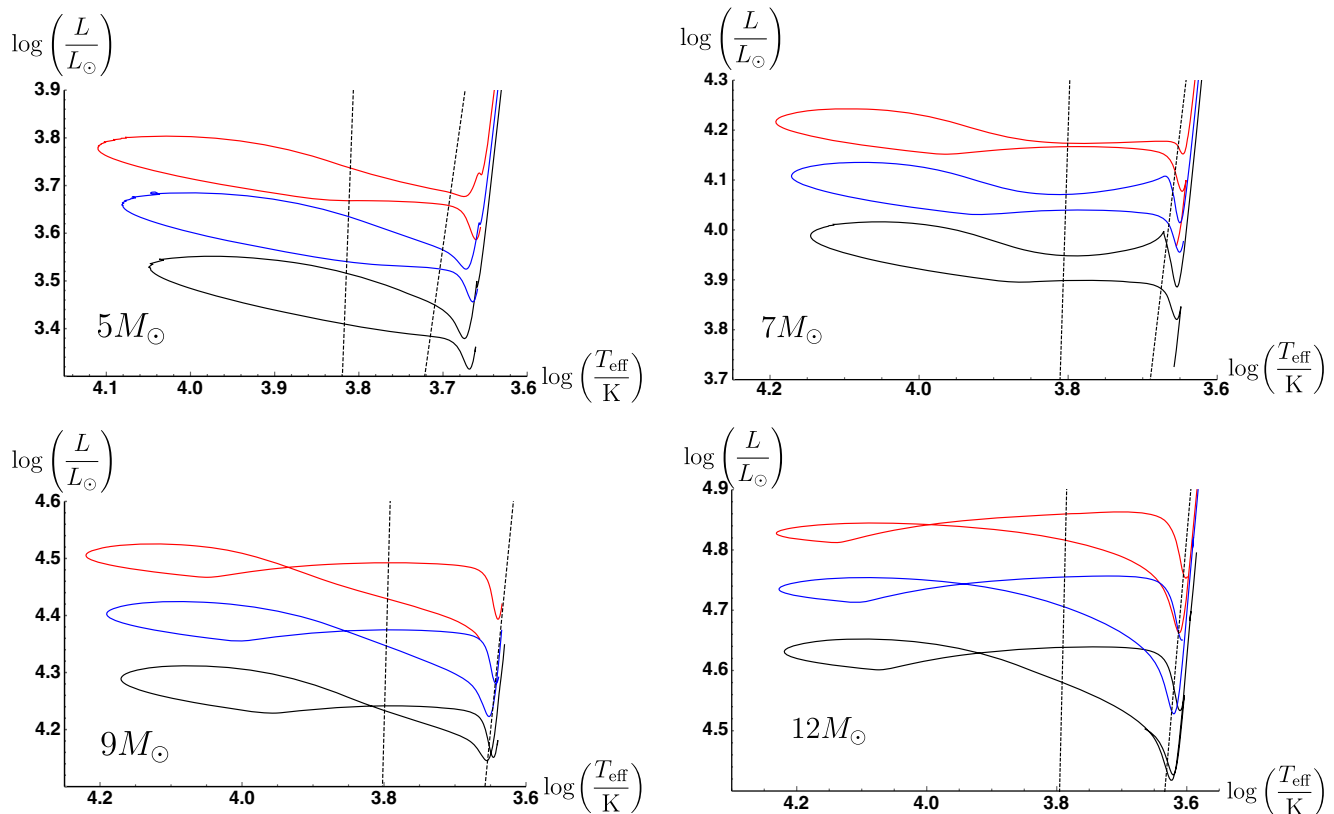 log(L/L⊙)
3.9
3.8
3.7
3.6
3.5
3.4
5M⊙
4.1 4.0 3.9 3.8 3.7 3.6
log(Teff/K)
log(L/L⊙)
4.3
4.2
4.1
4.0
3.9
3.8
3.7
7M⊙
4.2 4.0 3.8 3.6
log(Teff/K)
log(L/L⊙)
4.6
4.5
4.4
4.3
4.2
9M⊙
4.2 4.0 3.8 3.6
log(Teff/K)
log(L/L⊙)
4.9
4.8
4.7
4.6
4.5
12M⊙
4.2 4.0 3.8 3.6
log(Teff/K)